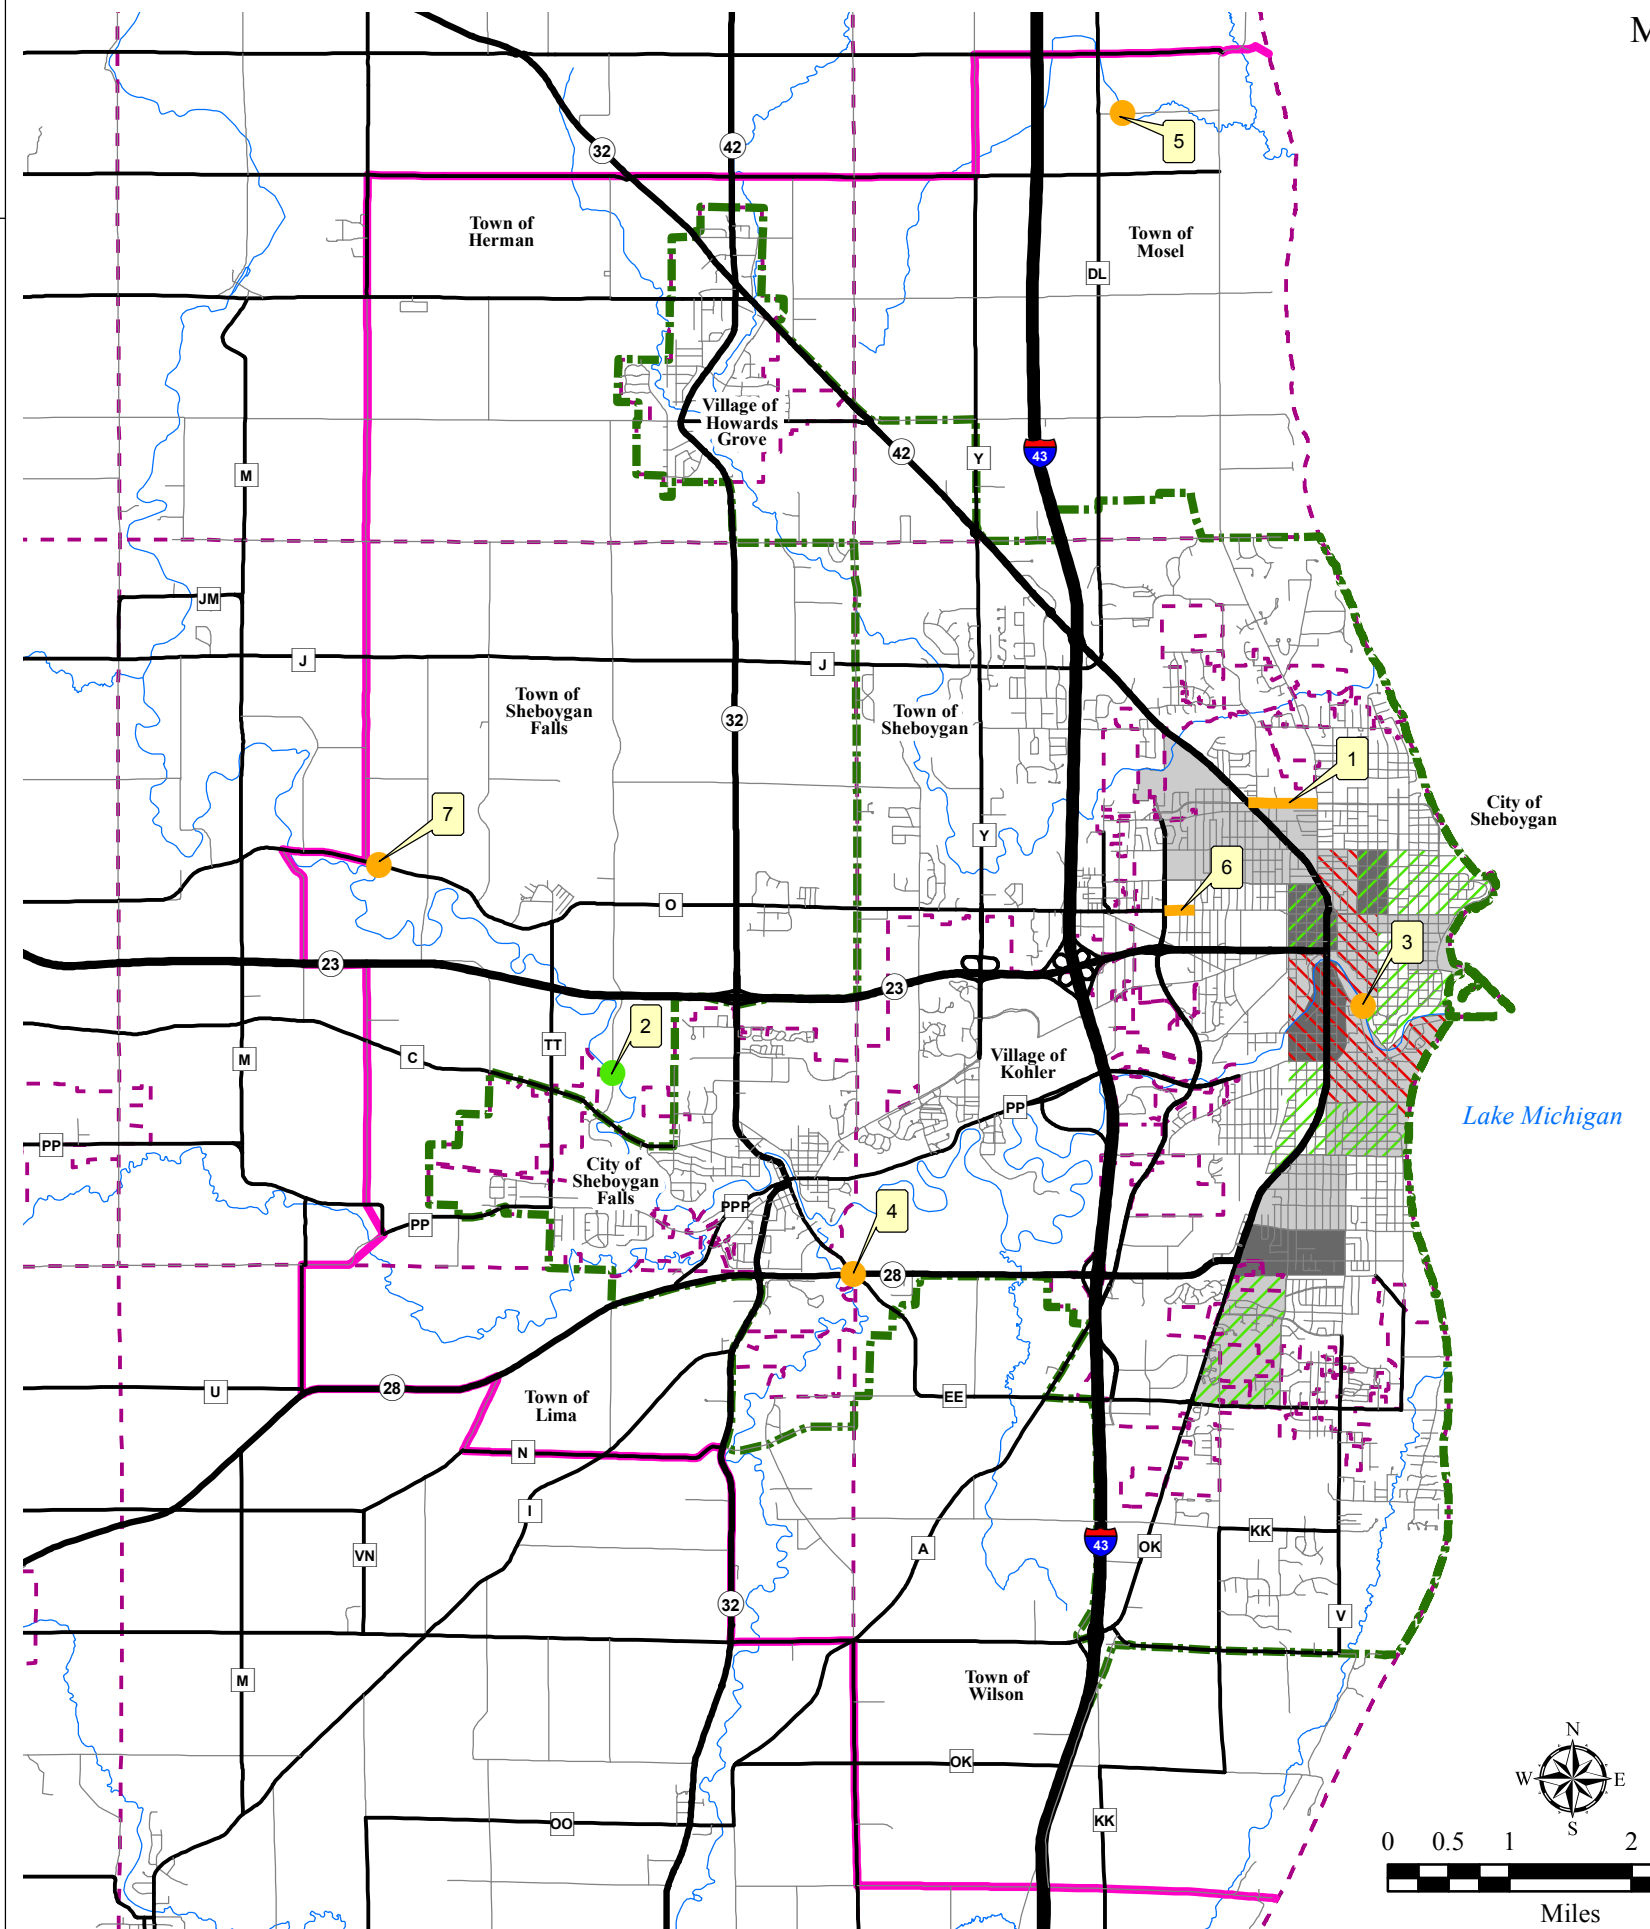 M
5
32
42
Town of
Herman
Town of
Mosel
DL
Village of
Howards
Grove
42
Y
43
M
JM
J
J
Town of
Sheboygan
Falls
32
Town of
Sheboygan
1
City of
Sheboygan
7
Y
6
O
3
23
23
2
TT
M
C
Village of
Kohler
PP
PP
Lake Michigan
City of
Sheboygan
Falls
PPP
PP
4
28
U
28
Town of
Lima
EE
N
I
KK
VN
A
43
OK
32
V
M
Town of
Wilson
N
W
E
S
OK
OO
KK
0
0.5
1
2
Miles